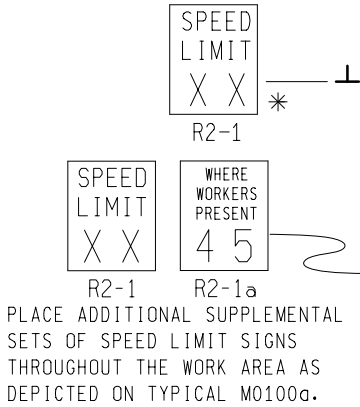 SPEED
LIMIT
X X
*
R2-1
SPEED
LIMIT
X X
R2-1
WHERE
WORKERS
PRESENT
4 5
R2-1a
PLACE ADDITIONAL SUPPLEMENTAL
SETS OF SPEED LIMIT SIGNS
THROUGHOUT THE WORK AREA AS
DEPICTED ON TYPICAL M0100a.